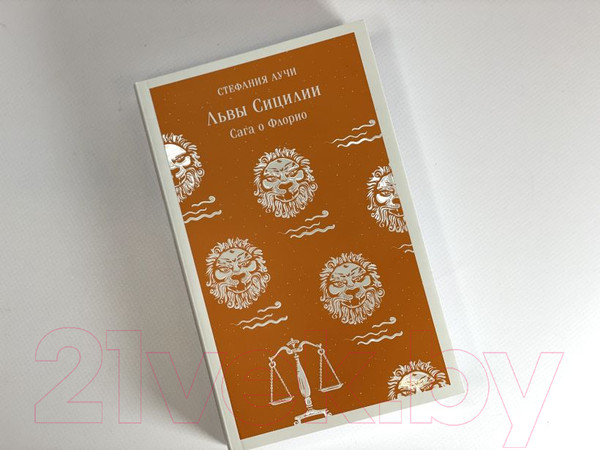 СТЕФАНИЯ АУЧИ
Львы Сицилии
Сага о Флорио
21vek.by